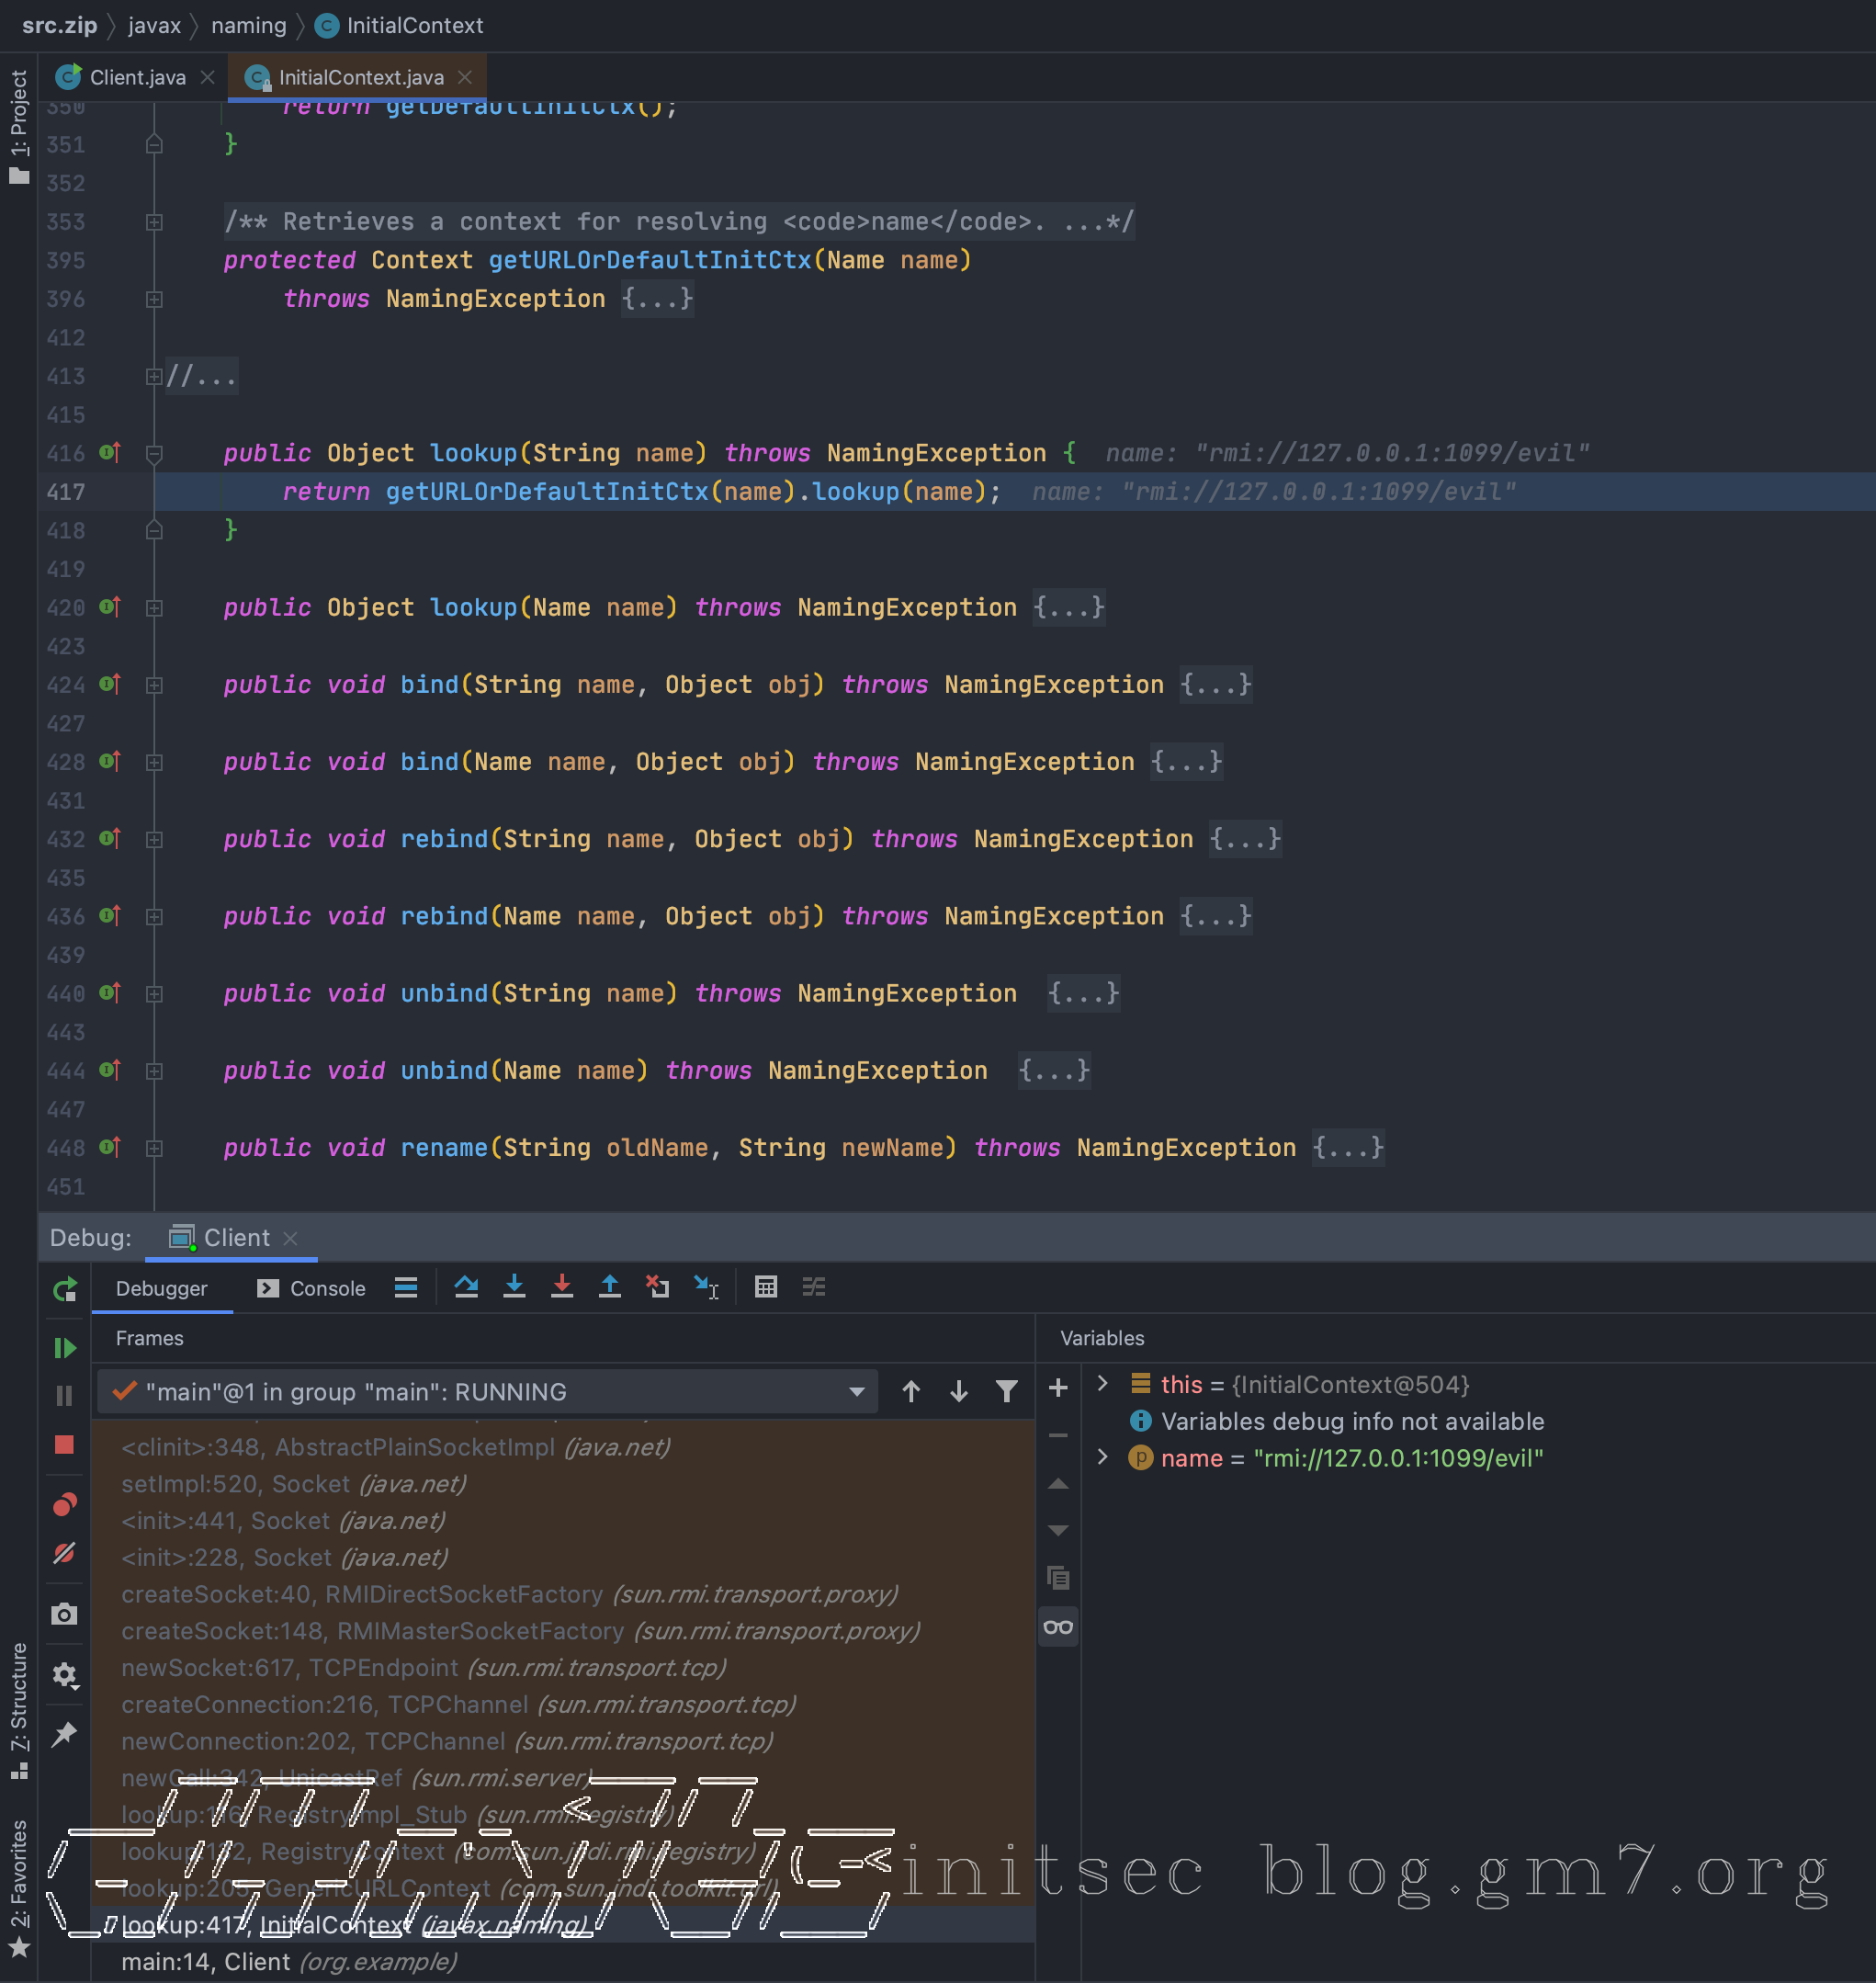 src.zip javax naming InitialContext
1: Project
Client.java InitialContext.java
350 return getDefaultInitCtx();
351 }
352
353 /** Retrieves a context for resolving <code>name</code>. ...*/
395 protected Context getURLOrDefaultInitCtx(Name name)
396 throws NamingException {...}
412
413 //...
415
416 public Object lookup(String name) throws NamingException { name: "rmi://127.0.0.1:1099/evil"
417 return getURLOrDefaultInitCtx(name).lookup(name); name: "rmi://127.0.0.1:1099/evil"
418 }
419
420 public Object lookup(Name name) throws NamingException {...}
423
424 public void bind(String name, Object obj) throws NamingException {...}
427
428 public void bind(Name name, Object obj) throws NamingException {...}
431
432 public void rebind(String name, Object obj) throws NamingException {...}
435
436 public void rebind(Name name, Object obj) throws NamingException {...}
439
440 public void unbind(String name) throws NamingException {...}
443
444 public void unbind(Name name) throws NamingException {...}
447
448 public void rename(String oldName, String newName) throws NamingException {...}
451
Debug: Client
Debugger Console
Frames
"main"@1 in group "main": RUNNING
<clinit>:348, AbstractPlainSocketImpl (java.net)
setImpl:520, Socket (java.net)
<init>:441, Socket (java.net)
<init>:228, Socket (java.net)
createSocket:40, RMIDirectSocketFactory (sun.rmi.transport.proxy)
createSocket:148, RMIMasterSocketFactory (sun.rmi.transport.proxy)
newSocket:617, TCPEndpoint (sun.rmi.transport.tcp)
createConnection:216, TCPChannel (sun.rmi.transport.tcp)
newConnection:202, TCPChannel (sun.rmi.transport.tcp)
newCall:342, UnicastRef (sun.rmi.server)
RegistryImpl_Stub (sun.rmi.registry)
RegistryContext (com.sun.jndi.rmi.registry)
lookup:205, GenericURLContext (com.sun.jndi.toolkit.url)
lookup:417, InitialContext (javax.naming)
main:14, Client (org.example)
Variables
this = {InitialContext@504}
Variables debug info not available
name = "rmi://127.0.0.1:1099/evil"
7: Structure
2: Favorites
initsec blog.gm7.org